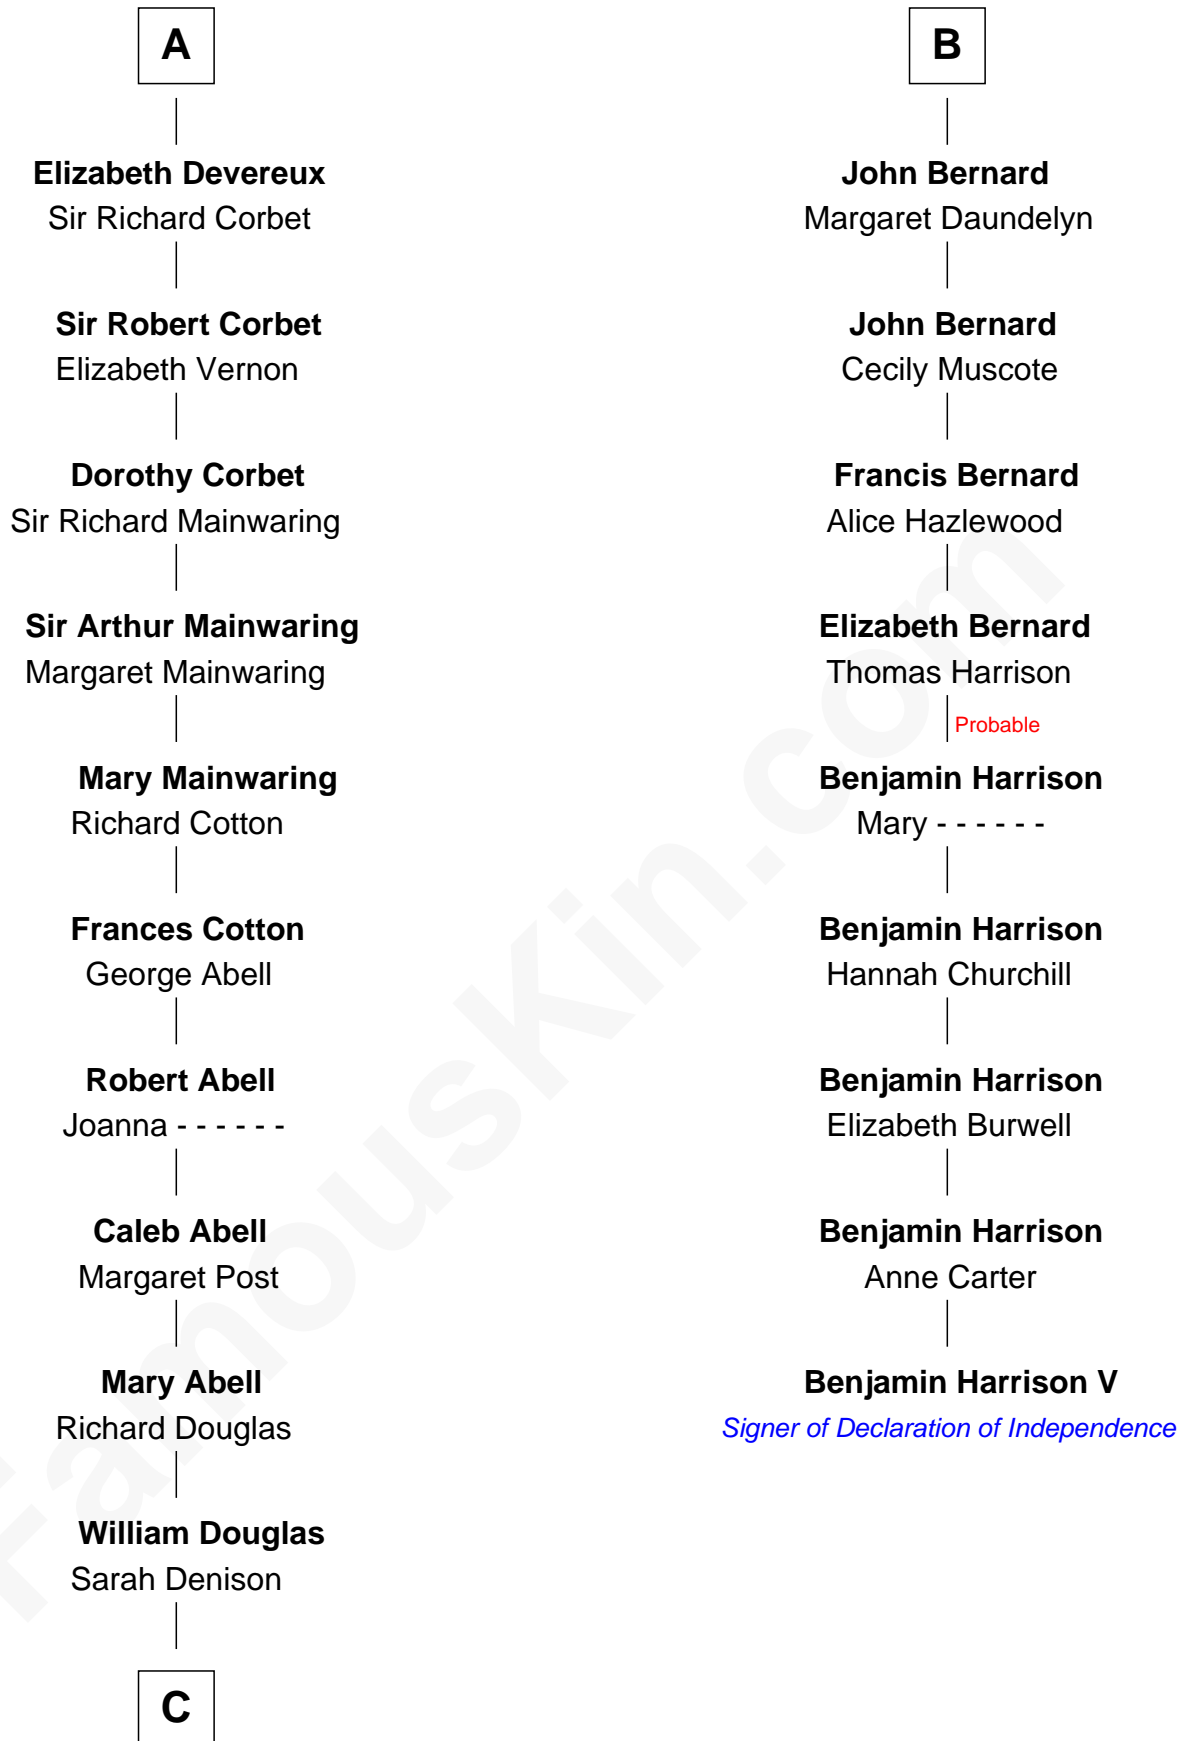 A
Elizabeth Devereux
Sir Richard Corbet
Sir Robert Corbet
Elizabeth Vernon
Dorothy Corbet
Sir Richard Mainwaring
Sir Arthur Mainwaring
Margaret Mainwaring
Mary Mainwaring
Richard Cotton
Frances Cotton
George Abell
Robert Abell
Joanna - - - - - -
Caleb Abell
Margaret Post
Mary Abell
Richard Douglas
William Douglas
Sarah Denison
C
B
John Bernard
Margaret Daundelyn
John Bernard
Cecily Muscote
Francis Bernard
Alice Hazlewood
Elizabeth Bernard
Thomas Harrison
Probable
Benjamin Harrison
Mary - - - - - -
Benjamin Harrison
Hannah Churchill
Benjamin Harrison
Elizabeth Burwell
Benjamin Harrison
Anne Carter
Benjamin Harrison V
Signer of Declaration of Independence
FamousKin.com